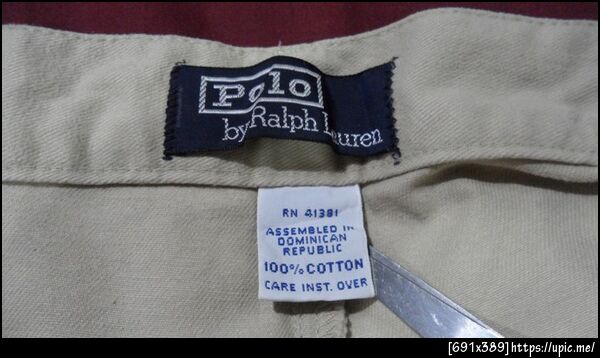 Polo
by Ralph Lauren
RN 41381
ASSEMBLED IN
DOMINICAN
REPUBLIC
100% COTTON
CARE INST. OVER
[691x389]https://upic.me/